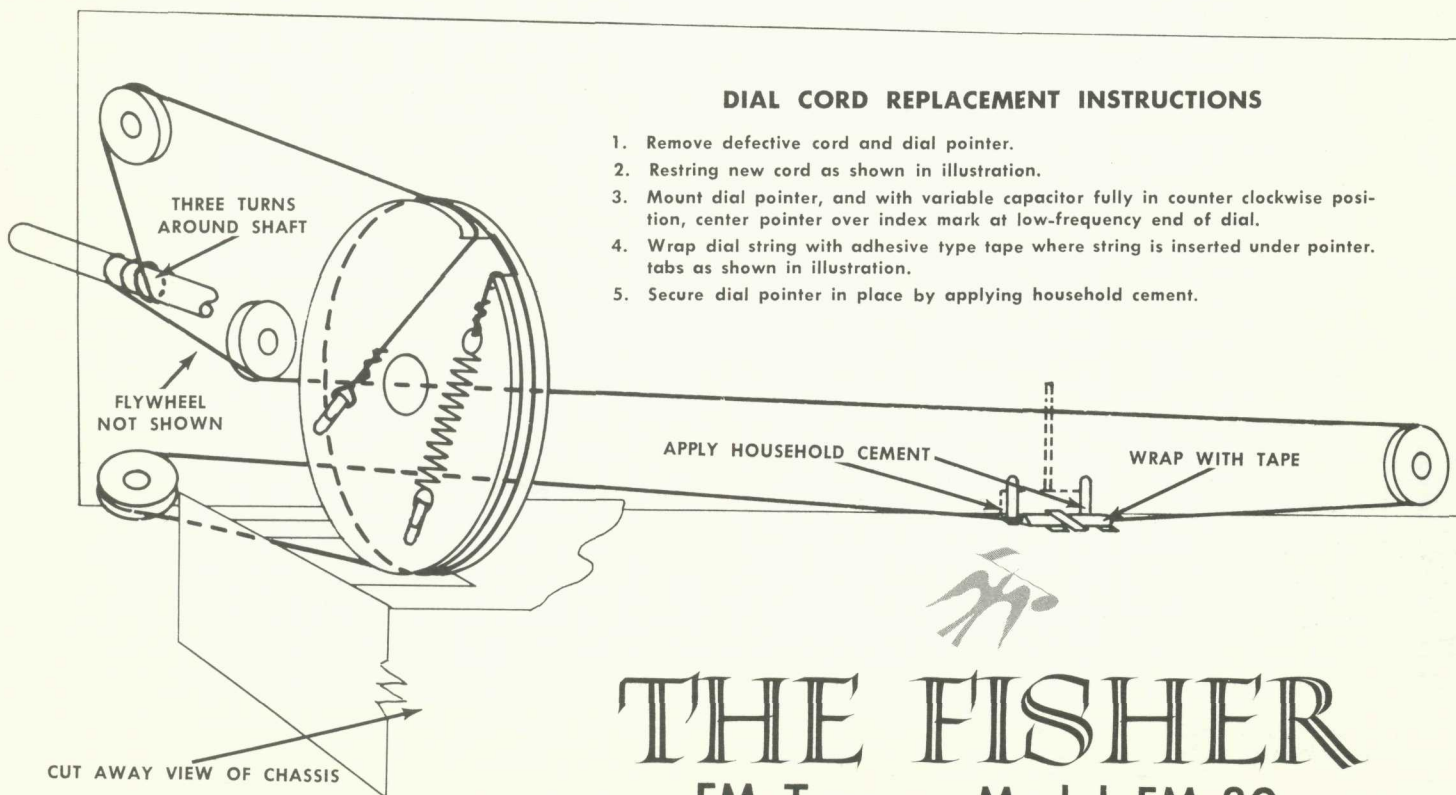 DIAL CORD REPLACEMENT INSTRUCTIONS
1. Remove defective cord and dial pointer.
2. Restring new cord as shown in illustration.
3. Mount dial pointer, and with variable capacitor fully in counter clockwise posi-
tion, center pointer over index mark at low-frequency end of dial.
4. Wrap dial string with adhesive type tape where string is inserted under pointer.
tabs as shown in illustration.
5. Secure dial pointer in place by applying household cement.
THREE TURNS
AROUND SHAFT
FLYWHEEL
NOT SHOWN
APPLY HOUSEHOLD CEMENT
WRAP WITH TAPE
CUT AWAY VIEW OF CHASSIS
THE FISHER